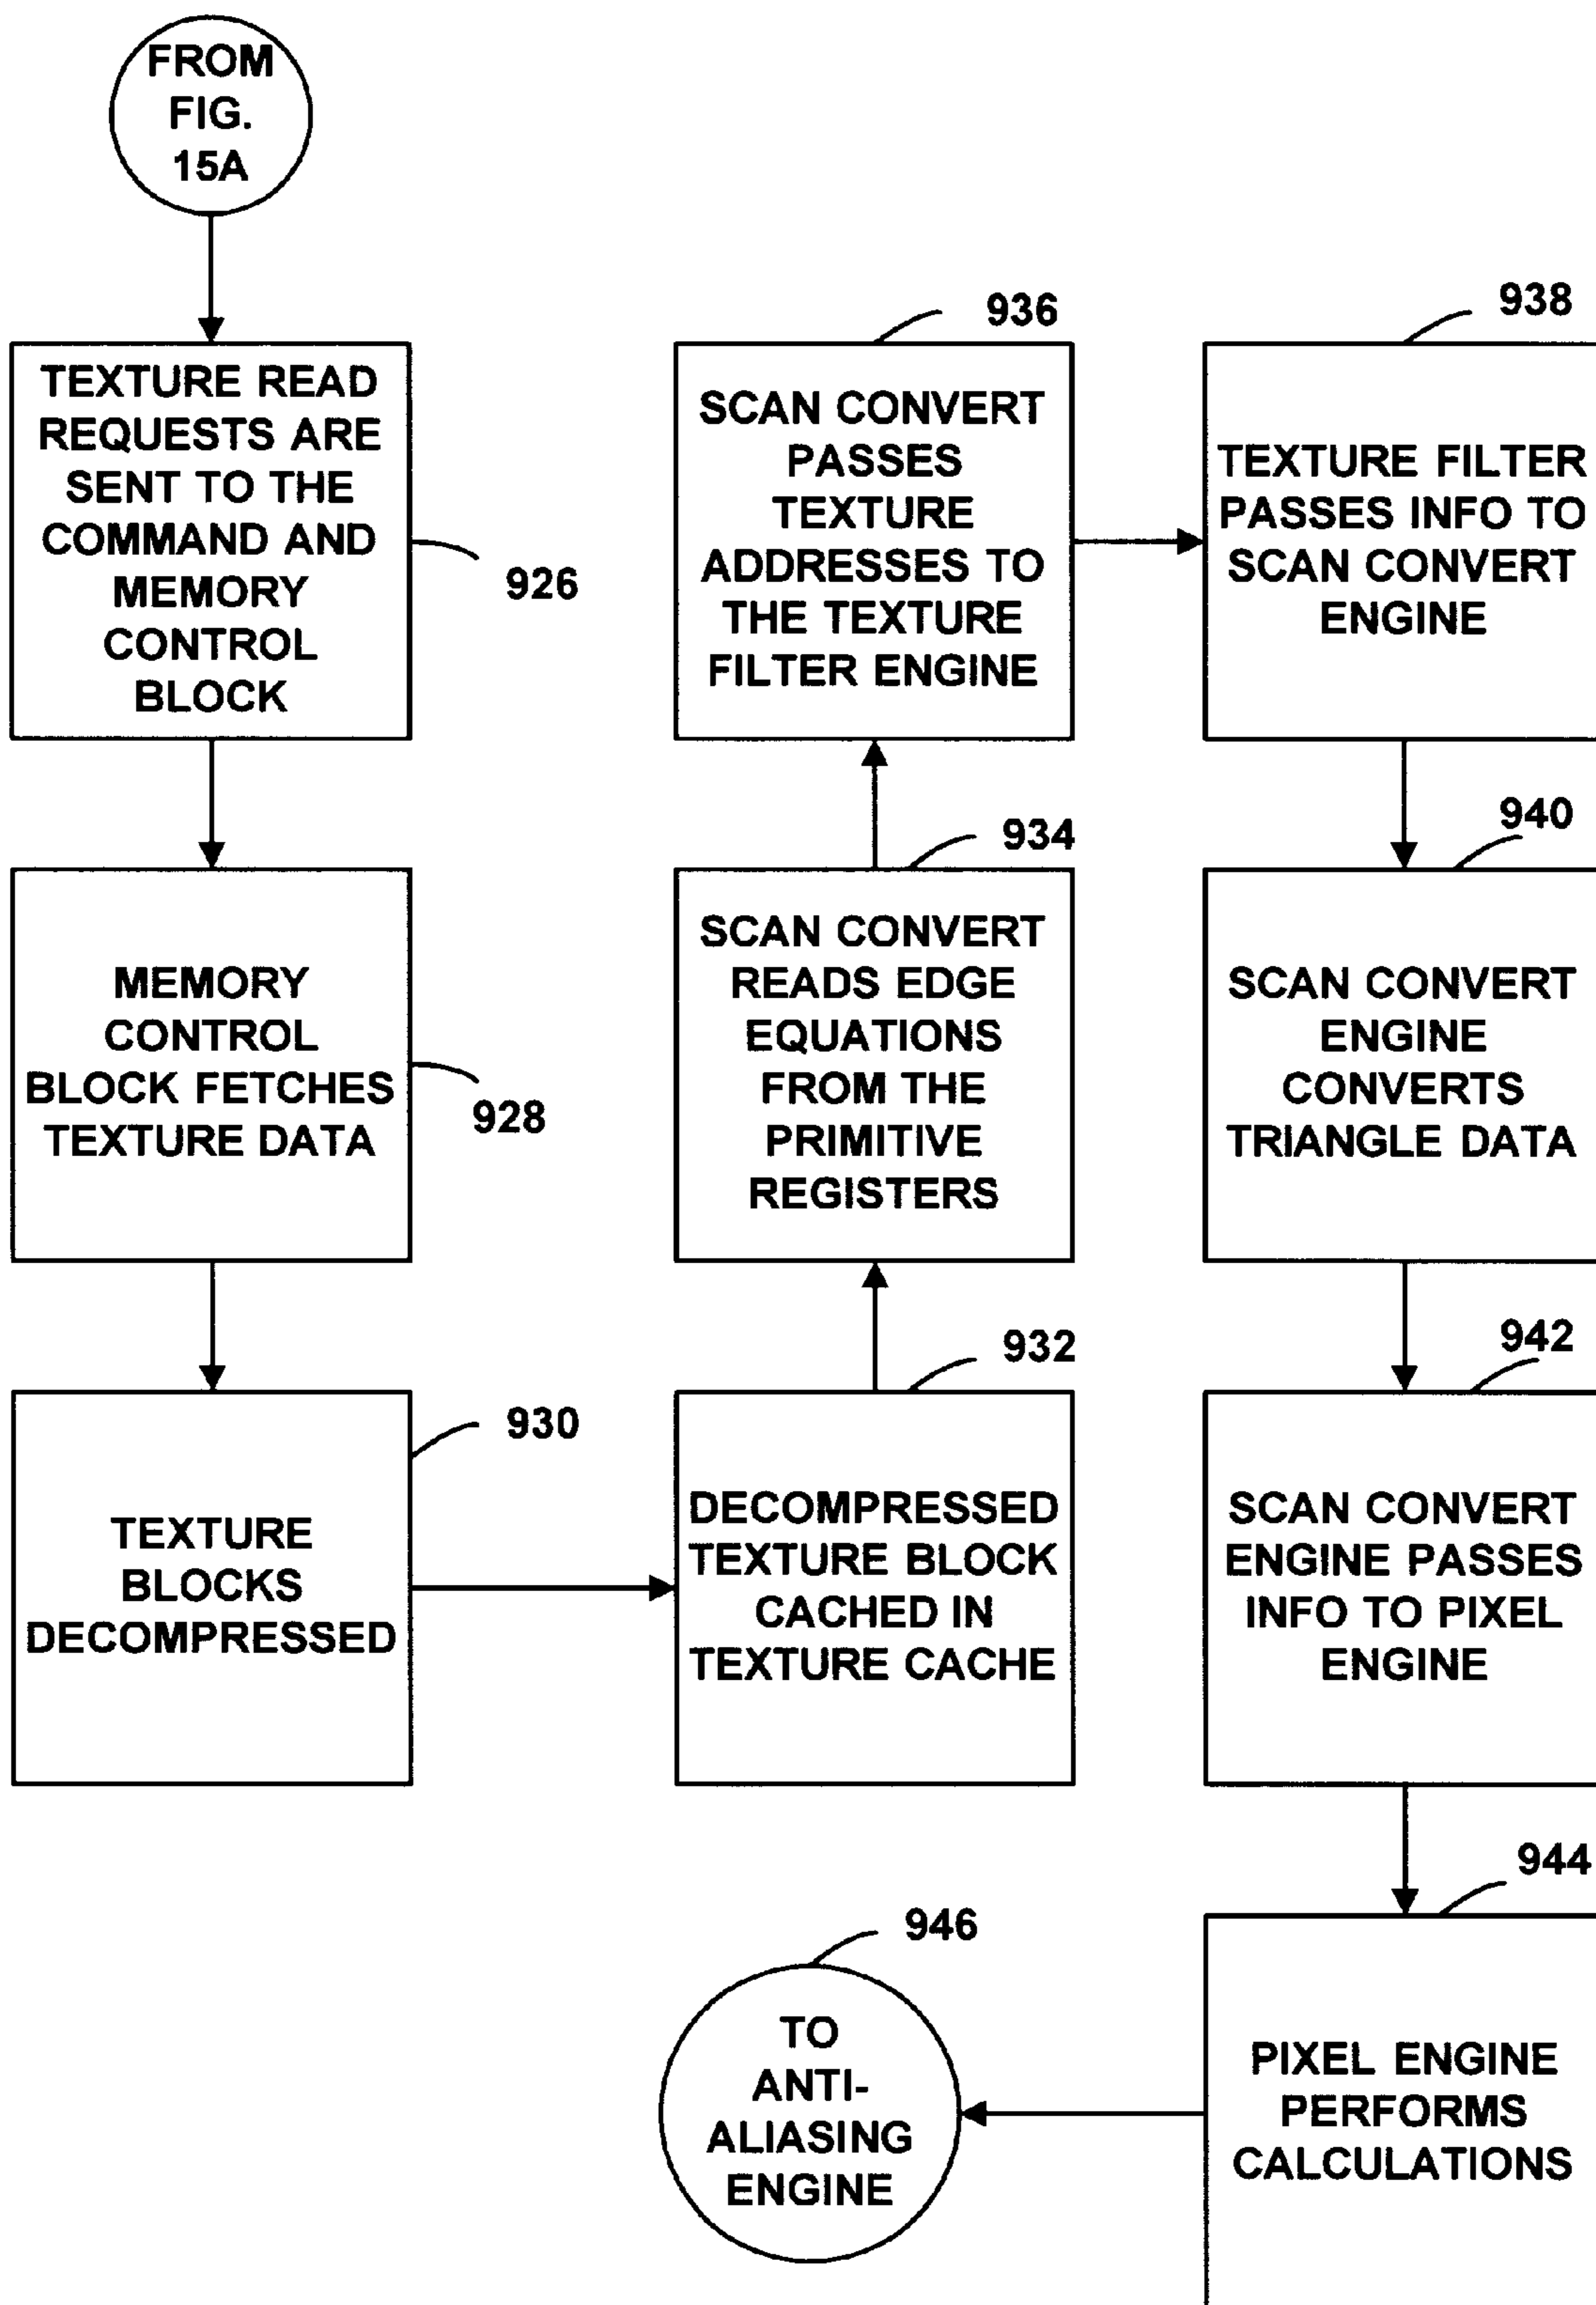 FROM
FIG.
15A
TEXTURE READ
REQUESTS ARE
SENT TO THE
COMMAND AND
MEMORY
CONTROL
BLOCK
926
MEMORY
CONTROL
BLOCK FETCHES
TEXTURE DATA
928
TEXTURE
BLOCKS
DECOMPRESSED
930
932
DECOMPRESSED
TEXTURE BLOCK
CACHED IN
TEXTURE CACHE
934
SCAN CONVERT
READS EDGE
EQUATIONS
FROM THE
PRIMITIVE
REGISTERS
936
SCAN CONVERT
PASSES
TEXTURE
ADDRESSES TO
THE TEXTURE
FILTER ENGINE
938
TEXTURE FILTER
PASSES INFO TO
SCAN CONVERT
ENGINE
940
SCAN CONVERT
ENGINE
CONVERTS
TRIANGLE DATA
942
SCAN CONVERT
ENGINE PASSES
INFO TO PIXEL
ENGINE
944
PIXEL ENGINE
PERFORMS
CALCULATIONS
946
TO
ANTI-
ALIASING
ENGINE